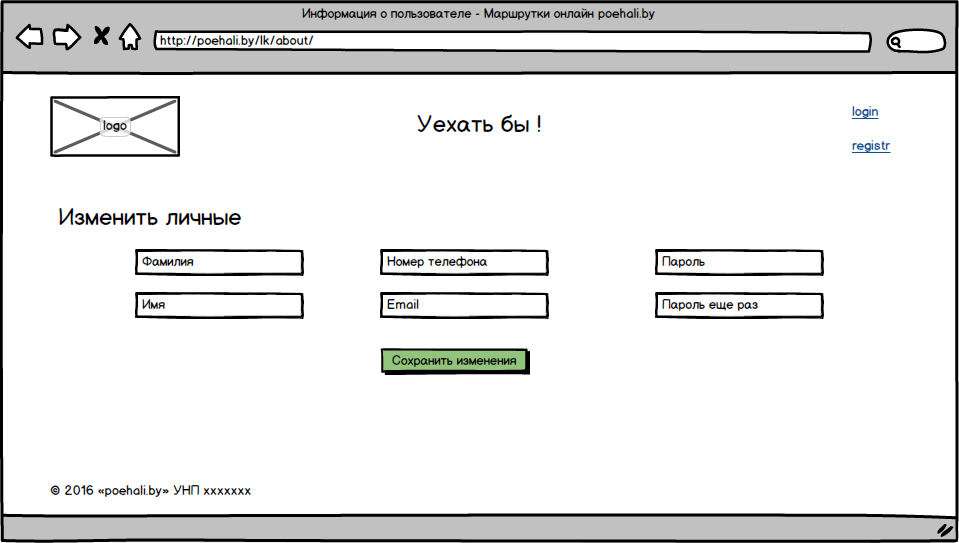 Информация о пользователе - Маршрутки онлайн poehali.by
http://poehali.by/lk/about/
logo
Уехать бы !
login
registr
Изменить личные
Фамилия
Номер телефона
Пароль
Имя
Email
Пароль еще раз
Сохранить изменения
© 2016 «poehali.by» УНП xxxxxxx